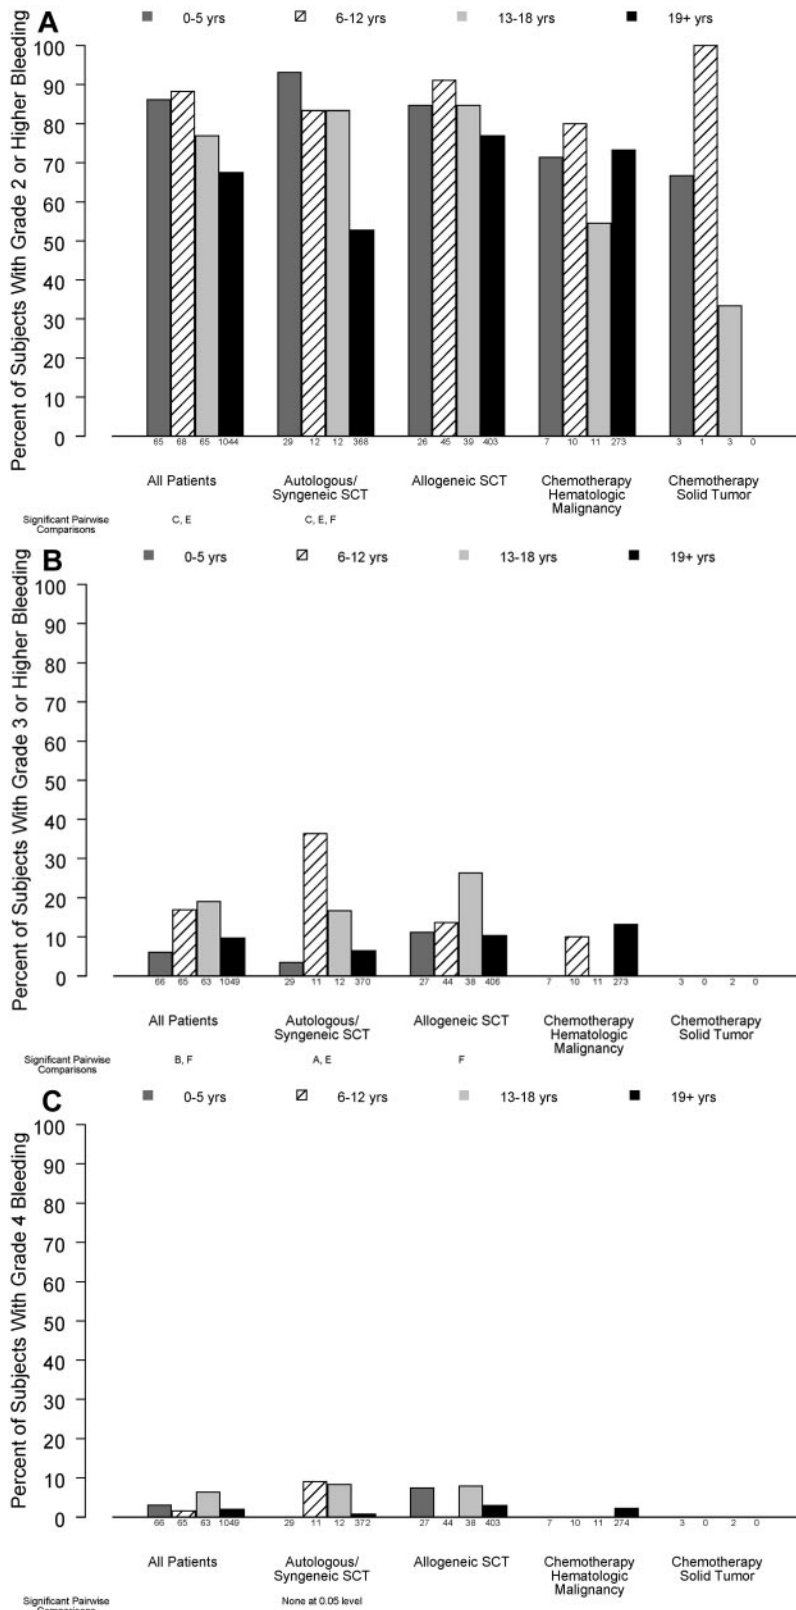 A
0-5 yrs 6-12 yrs 13-18 yrs 19+ yrs
Percent of Subjects With Grade 2 or Higher Bleeding
100
90
80
70
60
50
40
30
20
10
0
65 68 65 1044 29 12 12 368 26 45 39 403 7 10 11 273 3 1 3 0
All Patients Autologous/ Allogeneic SCT Chemotherapy Chemotherapy
Syngeneic SCT Hematologic Solid Tumor
Malignancy
Significant Pairwise C, E C, E, F
Comparisons
B
0-5 yrs 6-12 yrs 13-18 yrs 19+ yrs
Percent of Subjects With Grade 3 or Higher Bleeding
100
90
80
70
60
50
40
30
20
10
0
66 65 63 1049 29 11 12 370 27 44 38 406 7 10 11 273 3 0 2 0
All Patients Autologous/ Allogeneic SCT Chemotherapy Chemotherapy
Syngeneic SCT Hematologic Solid Tumor
Malignancy
Significant Pairwise B, F A, E F
Comparisons
C
0-5 yrs 6-12 yrs 13-18 yrs 19+ yrs
Percent of Subjects With Grade 4 Bleeding
100
90
80
70
60
50
40
30
20
10
0
66 65 63 1049 29 11 12 372 27 44 38 403 7 10 11 274 3 0 2 0
All Patients Autologous/ Allogeneic SCT Chemotherapy Chemotherapy
Syngeneic SCT Hematologic Solid Tumor
Malignancy
Significant Pairwise None at 0.05 level
Comparisons